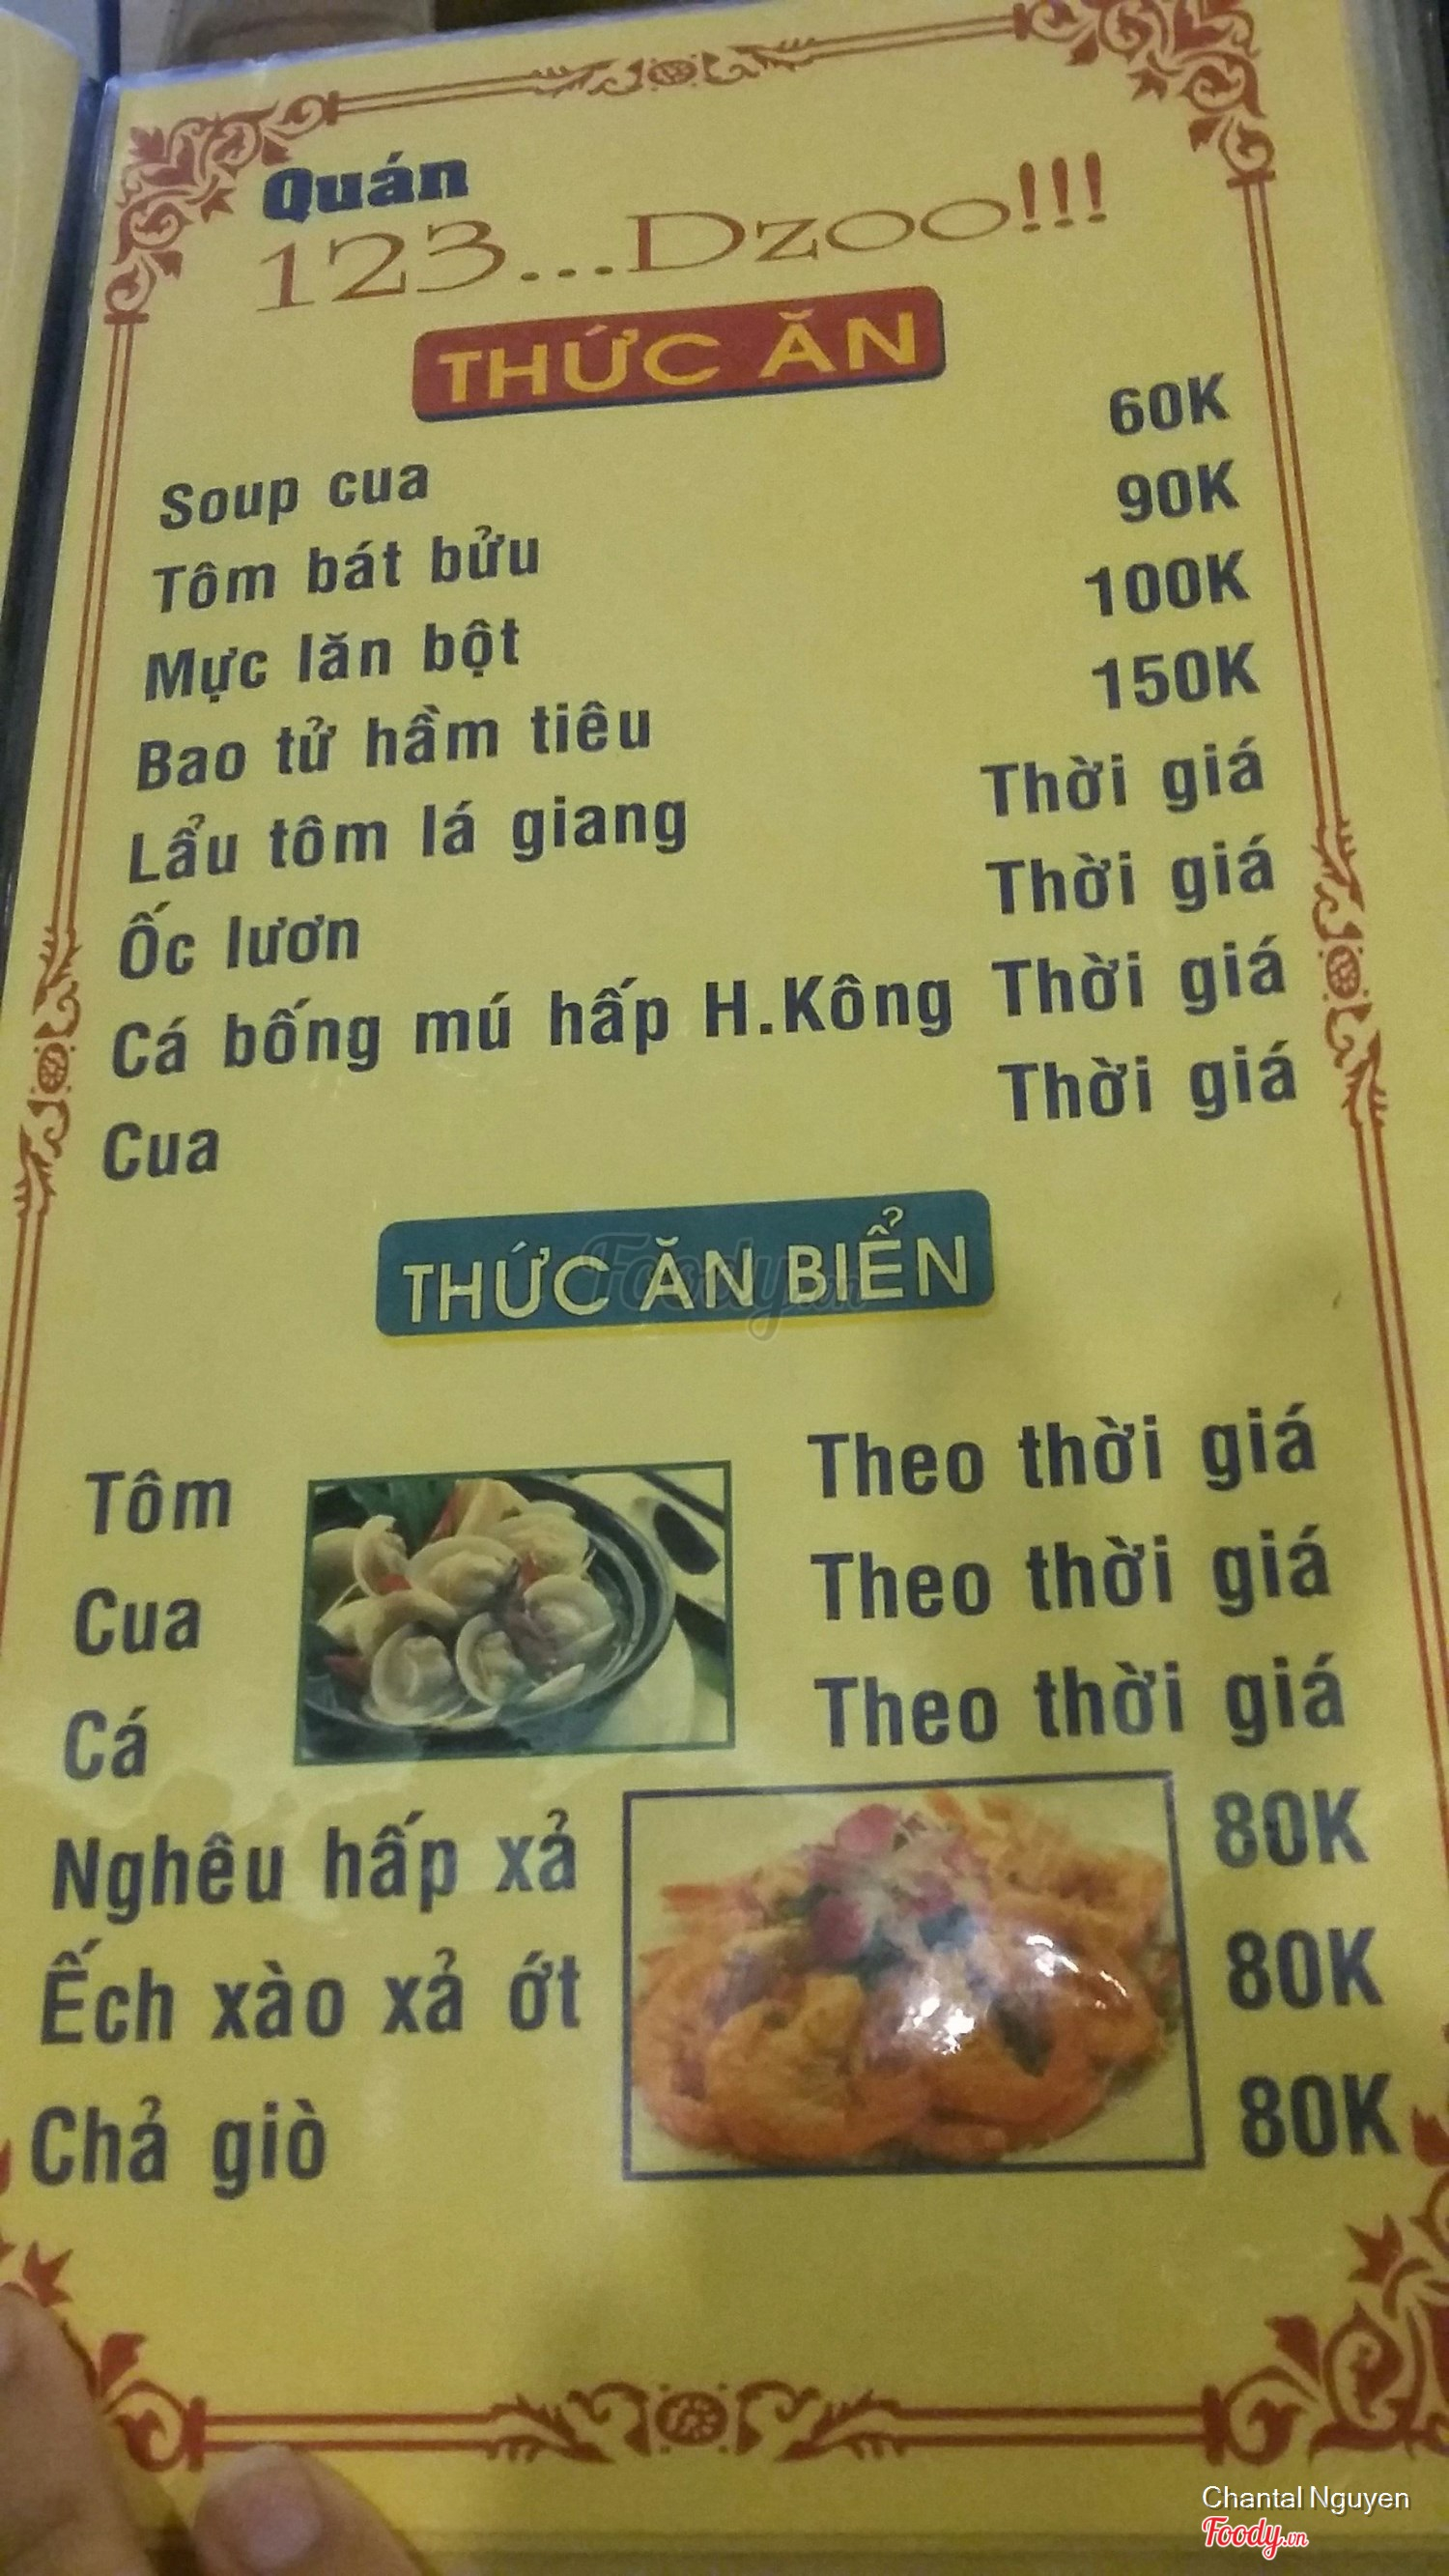 Quán
123...Dzoo!!!
THỨC ĂN
Soup cua 60K
Tôm bát bửu 90K
Mực lăn bột 100K
Bao tử hầm tiêu 150K
Lẩu tôm lá giang Thời giá
Ốc lươn Thời giá
Cá bống mú hấp H.Kông Thời giá
Cua Thời giá
THỨC ĂN BIỂN
Foody.vn
Tôm Theo thời giá
Cua Theo thời giá
Cá Theo thời giá
Nghêu hấp xả 80K
Ếch xào xả ớt 80K
Chả giò 80K
Chantal Nguyen
Foody.vn